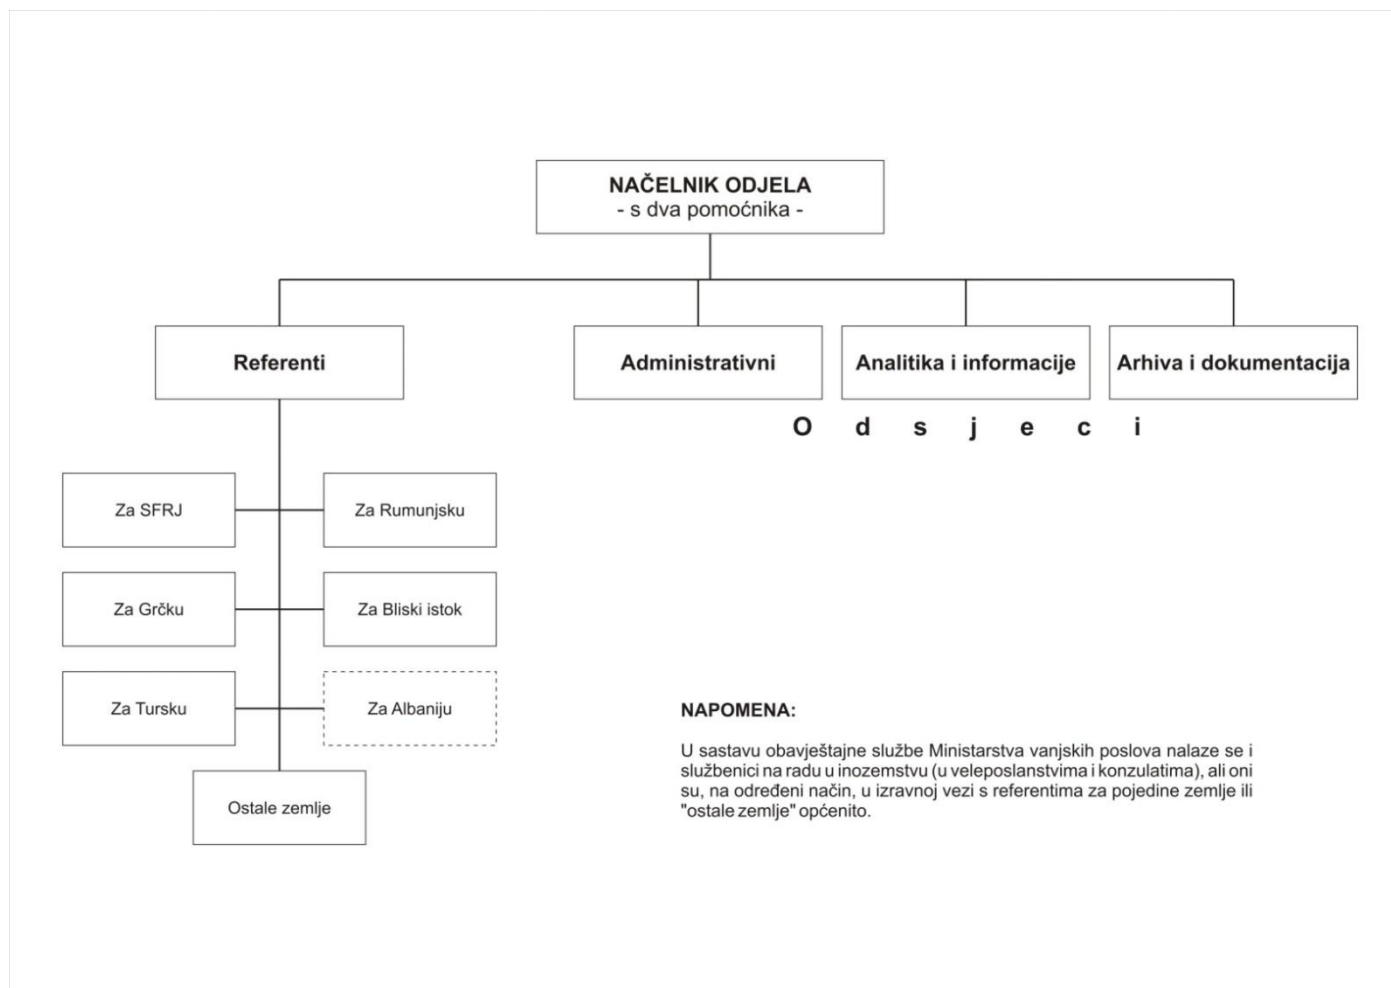 NAČELNIK ODJELA
- s dva pomoćnika -
Referenti
Administrativni
Analitika i informacije
Arhiva i dokumentacija
O d s j e c i
Za SFRJ
Za Rumunjsku
Za Grčku
Za Bliski istok
Za Tursku
Za Albaniju
Ostale zemlje
NAPOMENA:
U sastavu obavještajne službe Ministarstva vanjskih poslova nalaze se i
službenici na radu u inozemstvu (u veleposlanstvima i konzulatima), ali oni
su, na određeni način, u izravnoj vezi s referentima za pojedine zemlje ili
"ostale zemlje" općenito.